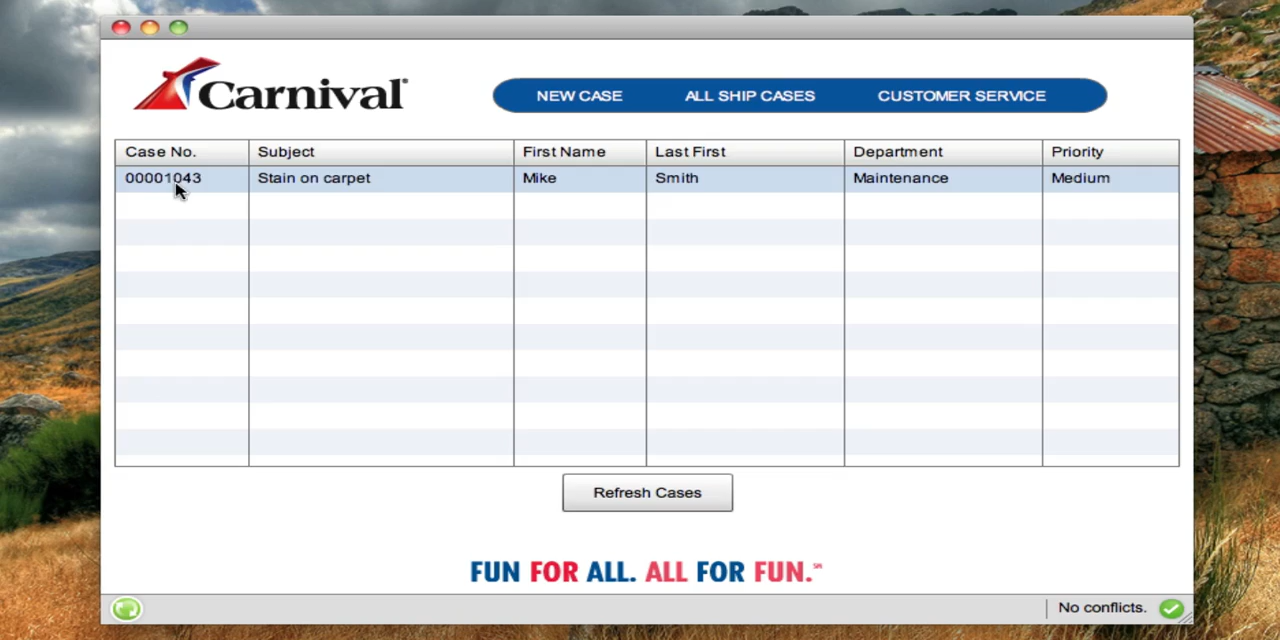 Carnival®
NEW CASE ALL SHIP CASES CUSTOMER SERVICE
Case No. Subject First Name Last First Department Priority
00001043 Stain on carpet Mike Smith Maintenance Medium
Refresh Cases
FUN FOR ALL. ALL FOR FUN.℠
No conflicts.